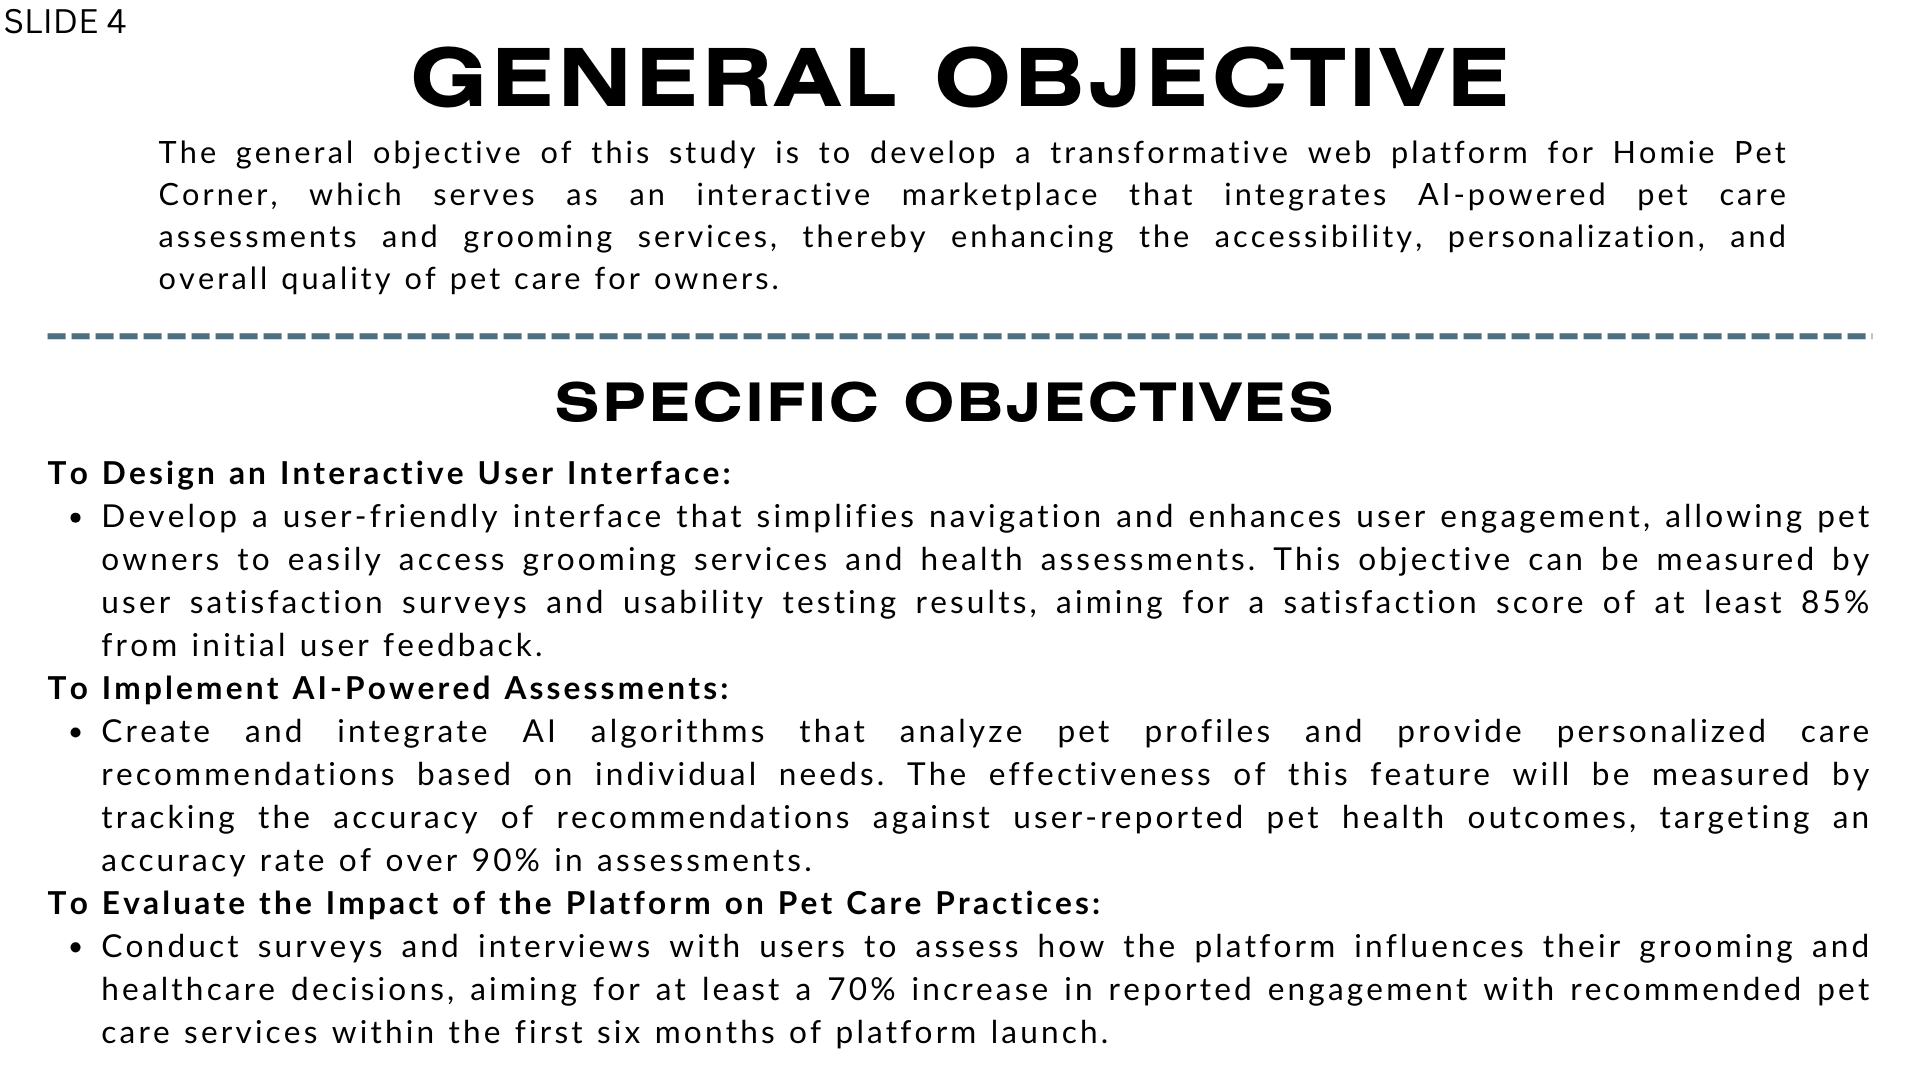 SLIDE 4
GENERAL OBJECTIVE
The general objective of this study is to develop a transformative web platform for Homie Pet
Corner, which serves as an interactive marketplace that integrates AI-powered pet care
assessments and grooming services, thereby enhancing the accessibility, personalization, and
overall quality of pet care for owners.
SPECIFIC OBJECTIVES
To Design an Interactive User Interface:
• Develop a user-friendly interface that simplifies navigation and enhances user engagement, allowing pet
owners to easily access grooming services and health assessments. This objective can be measured by
user satisfaction surveys and usability testing results, aiming for a satisfaction score of at least 85%
from initial user feedback.
To Implement AI-Powered Assessments:
• Create and integrate AI algorithms that analyze pet profiles and provide personalized care
recommendations based on individual needs. The effectiveness of this feature will be measured by
tracking the accuracy of recommendations against user-reported pet health outcomes, targeting an
accuracy rate of over 90% in assessments.
To Evaluate the Impact of the Platform on Pet Care Practices:
• Conduct surveys and interviews with users to assess how the platform influences their grooming and
healthcare decisions, aiming for at least a 70% increase in reported engagement with recommended pet
care services within the first six months of platform launch.